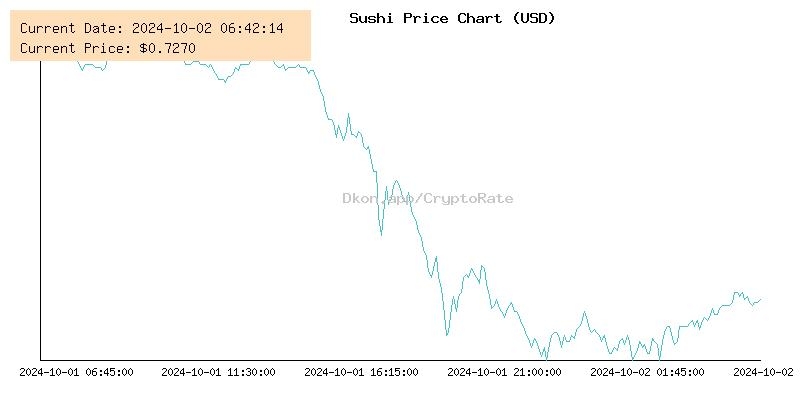 Sushi Price Chart (USD)
Current Date: 2024-10-02 06:42:14
Current Price: $0.7270
Dkon.app/CryptoRate
2024-10-01 06:45:00 2024-10-01 11:30:00 2024-10-01 16:15:00 2024-10-01 21:00:00 2024-10-02 01:45:00 2024-10-02